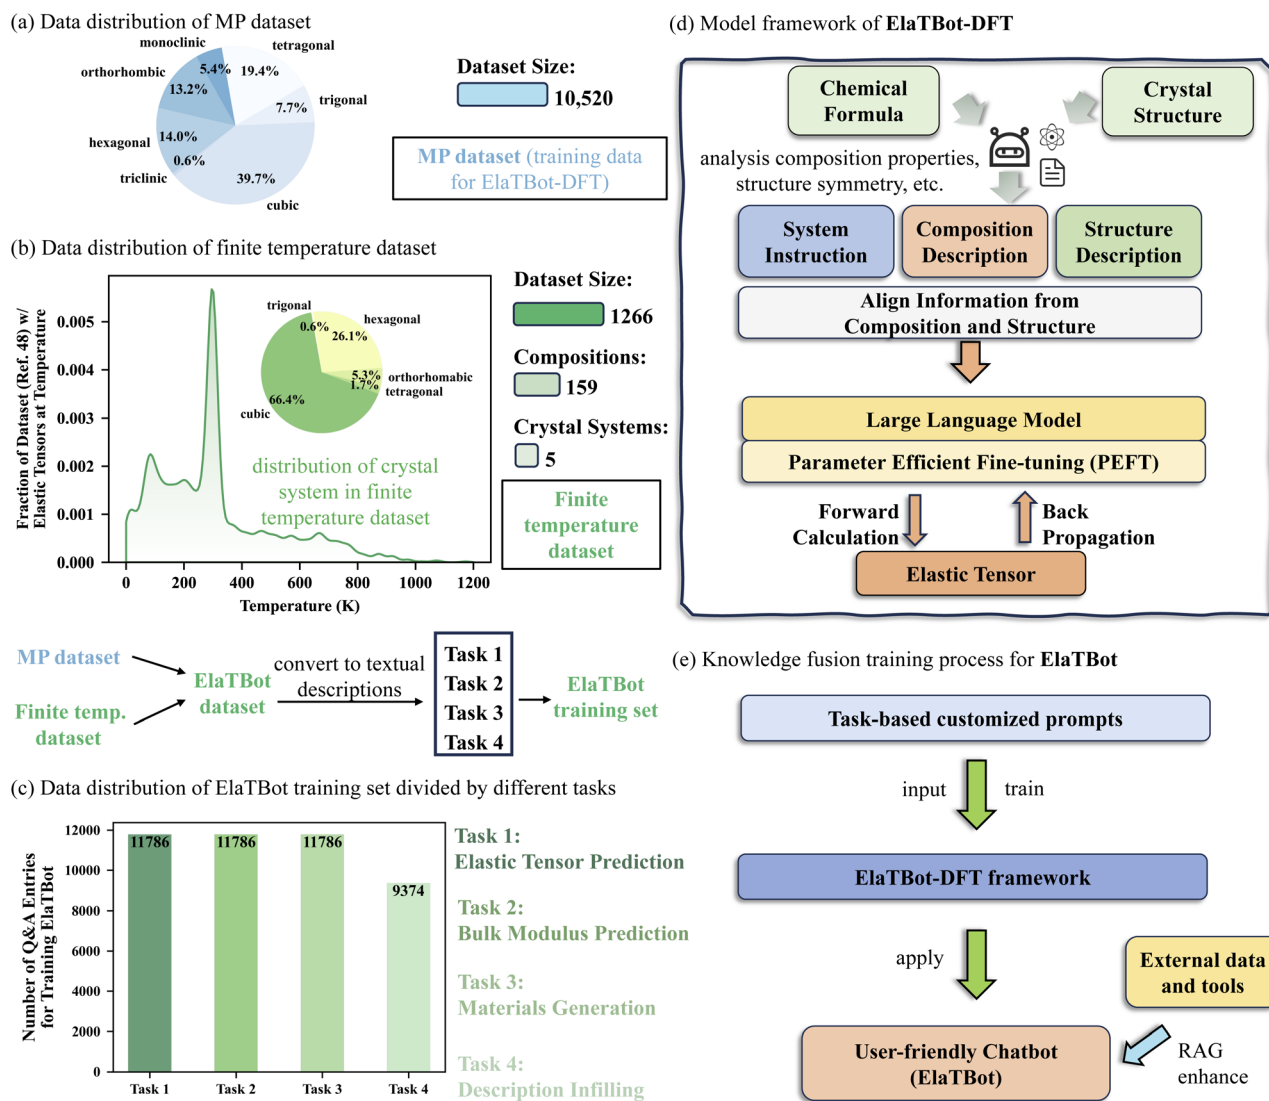 (a) Data distribution of MP dataset
monoclinic
tetragonal
5.4%
19.4%
orthorhombic
13.2%
7.7%
trigonal
hexagonal
14.0%
0.6%
triclinic
39.7%
cubic
Dataset Size:
10,520
MP dataset (training data
for ElaTBot-DFT)
(b) Data distribution of finite temperature dataset
Fraction of Dataset (Ref. 48) w/
Elastic Tensors at Temperature
0.005
0.004
0.003
0.002
0.001
0.000
0
200
400
600
800
1000
1200
Temperature (K)
trigonal
0.6%
hexagonal
26.1%
5.3%
orthorhomabic
1.7%
tetragonal
66.4%
cubic
distribution of crystal
system in finite
temperature dataset
Dataset Size:
1266
Compositions:
159
Crystal Systems:
5
Finite
temperature
dataset
MP dataset
Finite temp.
dataset
ElaTBot
dataset
convert to textual
descriptions
Task 1
Task 2
Task 3
Task 4
ElaTBot
training set
(c) Data distribution of ElaTBot training set divided by different tasks
Number of Q&A Entries
for Training ElaTBot
12000
10000
8000
6000
4000
2000
0
11786
11786
11786
9374
Task 1
Task 2
Task 3
Task 4
Task 1:
Elastic Tensor Prediction
Task 2:
Bulk Modulus Prediction
Task 3:
Materials Generation
Task 4:
Description Infilling
(d) Model framework of ElaTBot-DFT
Chemical
Formula
Crystal
Structure
analysis composition properties,
structure symmetry, etc.
System
Instruction
Composition
Description
Structure
Description
Align Information from
Composition and Structure
Large Language Model
Parameter Efficient Fine-tuning (PEFT)
Forward
Calculation
Back
Propagation
Elastic Tensor
(e) Knowledge fusion training process for ElaTBot
Task-based customized prompts
input
train
ElaTBot-DFT framework
apply
External data
and tools
User-friendly Chatbot
(ElaTBot)
RAG
enhance